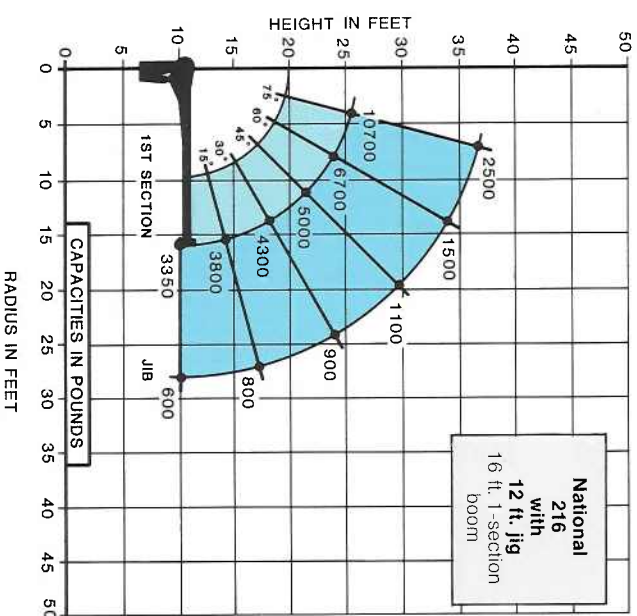 HEIGHT IN FEET
0 5 10 15 20 25 30 35 40 45 50
RADIUS IN FEET
0 5 10 15 20 25 30 35 40 45 50
National
216
with
12 ft. jig
16 ft. 1-section
boom
75°
60°
45°
30°
15°
10700
6700
5000
4300
3800
3350
2500
1500
1100
900
800
600
1ST SECTION
JIB
CAPACITIES IN POUNDS